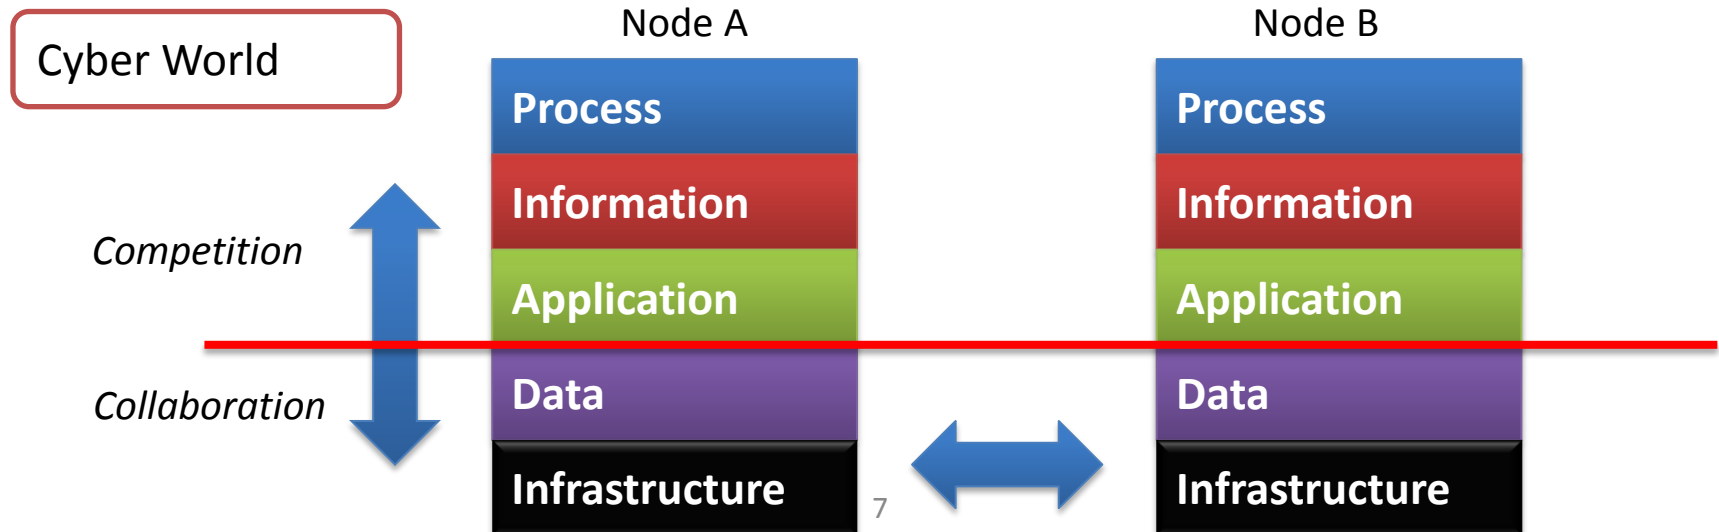 Cyber World
Node A
Node B
Process
Process
Information
Information
Competition
Application
Application
Collaboration
Data
Data
Infrastructure
Infrastructure
7